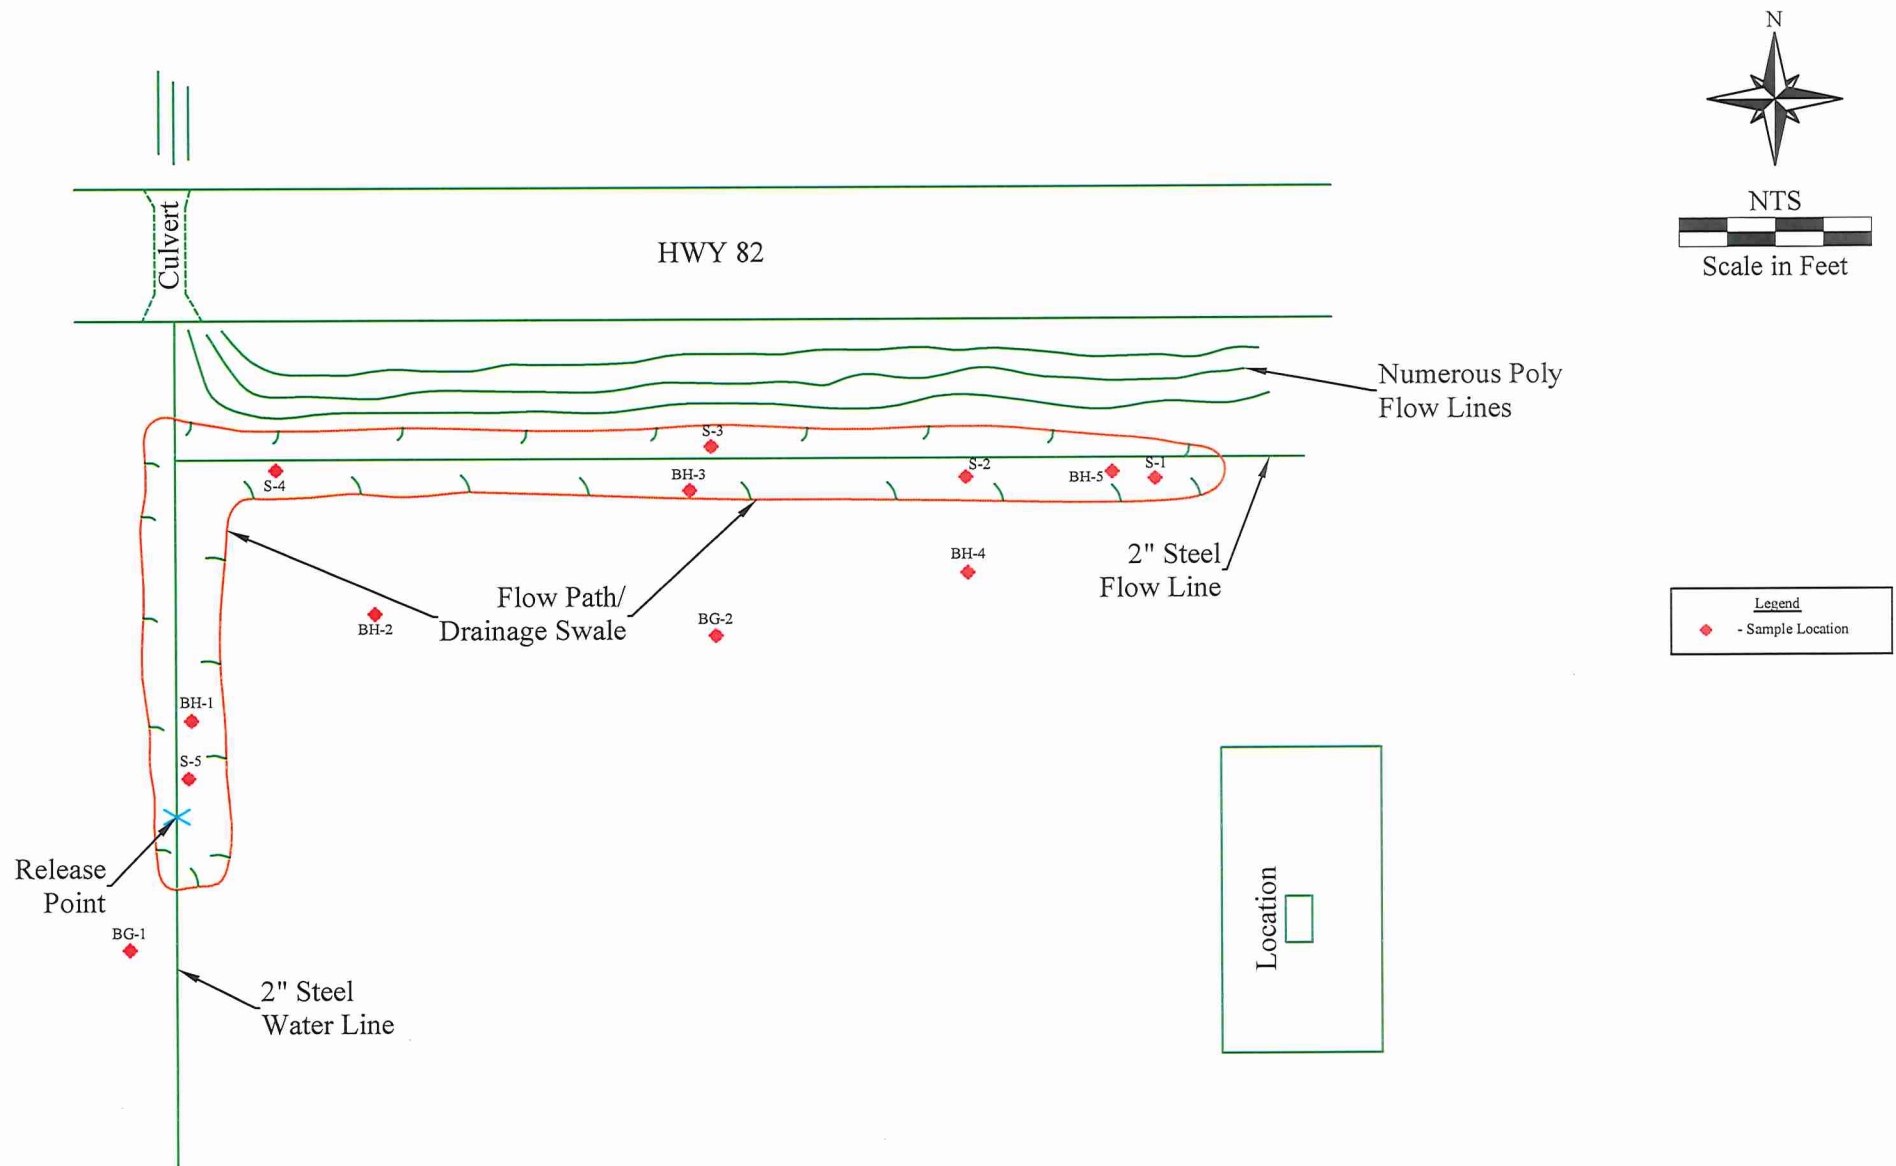 N
NTS
Scale in Feet
Culvert
HWY 82
Numerous Poly
Flow Lines
S-3
S-4
BH-3
S-2
BH-5
S-1
2" Steel
Flow Line
BH-4
Flow Path/
Drainage Swale
BH-2
BG-2
Legend
- Sample Location
BH-1
S-5
Release
Point
BG-1
2" Steel
Water Line
Location